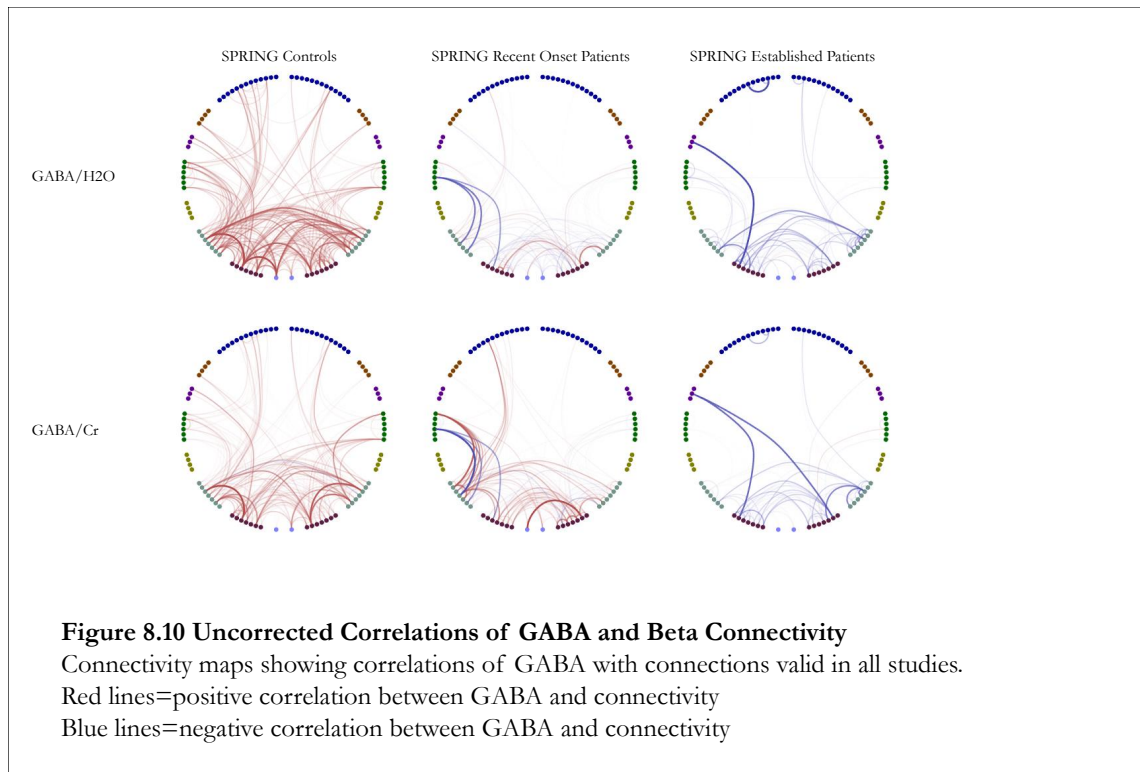 SPRING Controls
SPRING Recent Onset Patients
SPRING Established Patients
GABA/H2O
GABA/Cr
Figure 8.10 Uncorrected Correlations of GABA and Beta Connectivity
Connectivity maps showing correlations of GABA with connections valid in all studies.
Red lines=positive correlation between GABA and connectivity
Blue lines=negative correlation between GABA and connectivity